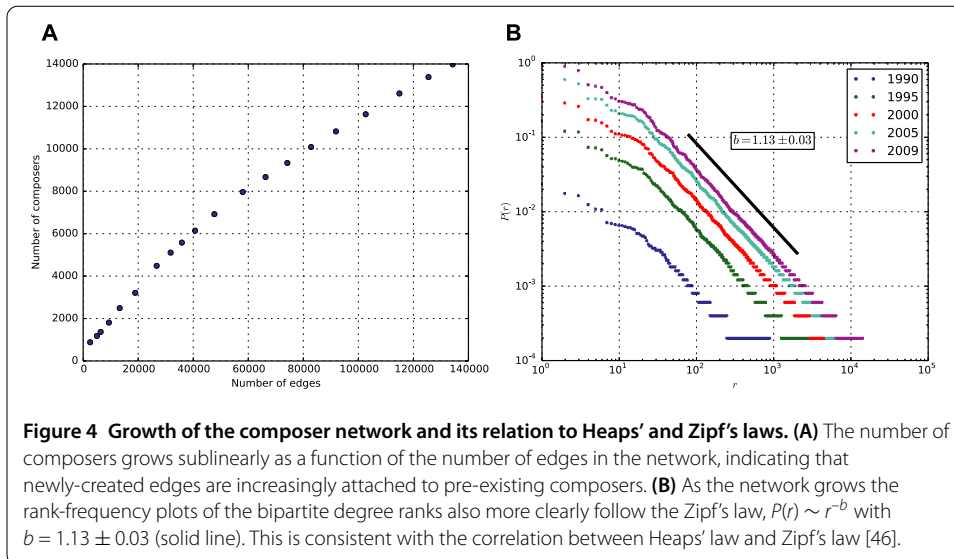 A
B
14000
12000
10000
8000
6000
4000
2000
0
Number of composers
0 20000 40000 60000 80000 100000 120000 140000
Number of edges
10^0
10^-1
10^-2
10^-3
10^-4
P(r)
10^0 10^1 10^2 10^3 10^4 10^5
r
b = 1.13 ± 0.03
1990
1995
2000
2005
2009
Figure 4 Growth of the composer network and its relation to Heaps' and Zipf's laws. (A) The number of
composers grows sublinearly as a function of the number of edges in the network, indicating that
newly-created edges are increasingly attached to pre-existing composers. (B) As the network grows the
rank-frequency plots of the bipartite degree ranks also more clearly follow the Zipf's law, P(r) ~ r^-b with
b = 1.13 ± 0.03 (solid line). This is consistent with the correlation between Heaps' law and Zipf's law [46].